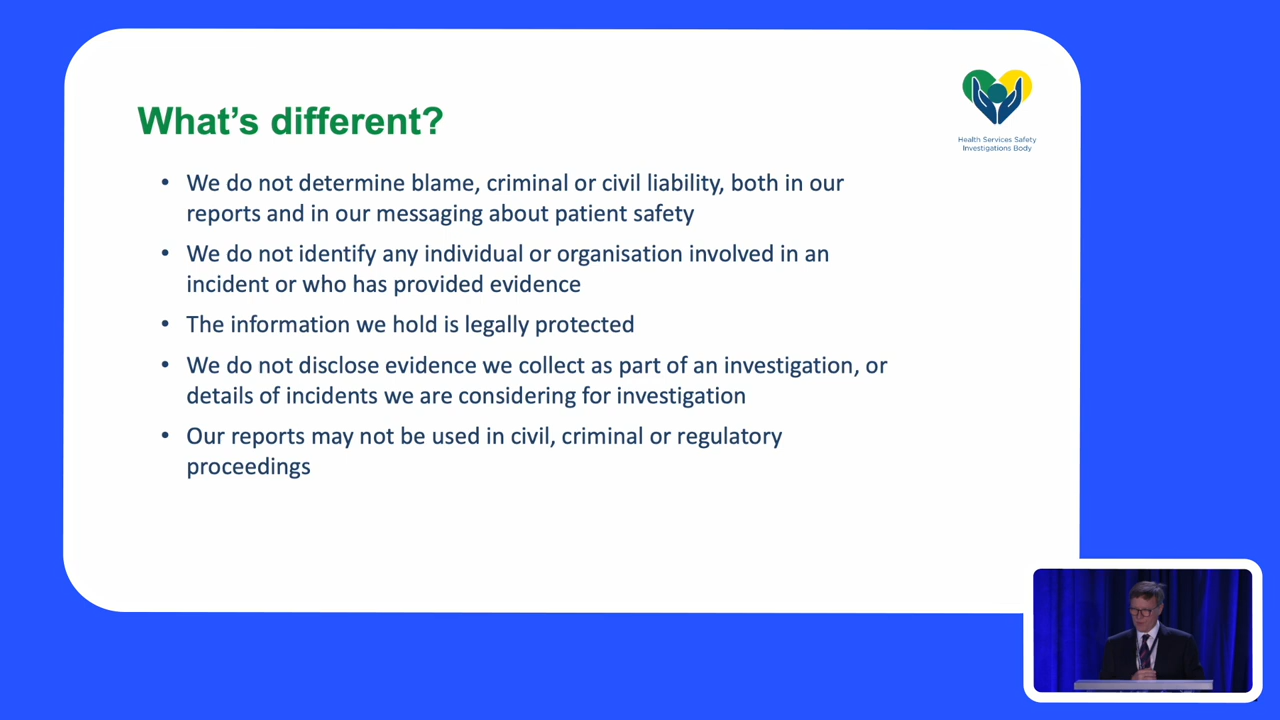 What's different?
Health Services Safety
Investigations Body
• We do not determine blame, criminal or civil liability, both in our
reports and in our messaging about patient safety
• We do not identify any individual or organisation involved in an
incident or who has provided evidence
• The information we hold is legally protected
• We do not disclose evidence we collect as part of an investigation, or
details of incidents we are considering for investigation
• Our reports may not be used in civil, criminal or regulatory
proceedings